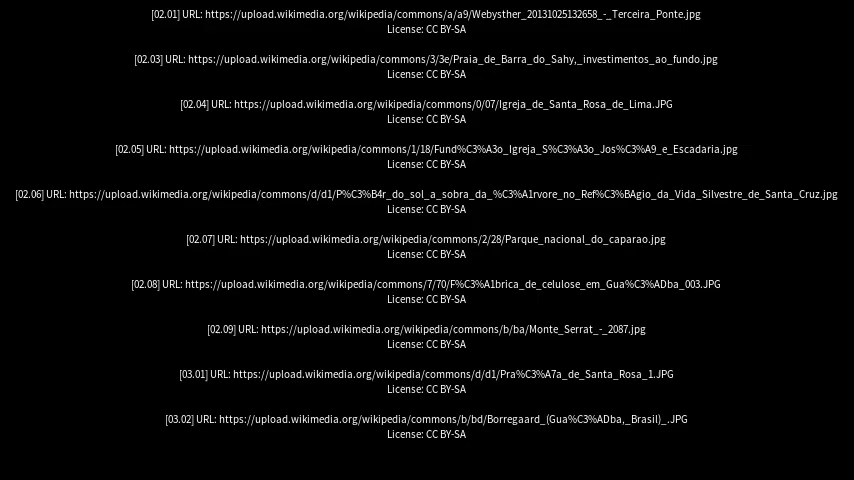 [02.01] URL: https://upload.wikimedia.org/wikipedia/commons/a/a9/Webysther_20131025132658_-_Terceira_Ponte.jpg
License: CC BY-SA
[02.03] URL: https://upload.wikimedia.org/wikipedia/commons/3/3e/Praia_de_Barra_do_Sahy,_investimentos_ao_fundo.jpg
License: CC BY-SA
[02.04] URL: https://upload.wikimedia.org/wikipedia/commons/0/07/Igreja_de_Santa_Rosa_de_Lima.JPG
License: CC BY-SA
[02.05] URL: https://upload.wikimedia.org/wikipedia/commons/1/18/Fund%C3%A3o_Igreja_S%C3%A3o_Jos%C3%A9_e_Escadaria.jpg
License: CC BY-SA
[02.06] URL: https://upload.wikimedia.org/wikipedia/commons/d/d1/P%C3%B4r_do_sol_a_sobra_da_%C3%A1rvore_no_Ref%C3%BAgio_da_Vida_Silvestre_de_Santa_Cruz.jpg
License: CC BY-SA
[02.07] URL: https://upload.wikimedia.org/wikipedia/commons/2/28/Parque_nacional_do_caparao.jpg
License: CC BY-SA
[02.08] URL: https://upload.wikimedia.org/wikipedia/commons/7/70/F%C3%A1brica_de_celulose_em_Gua%C3%ADba_003.JPG
License: CC BY-SA
[02.09] URL: https://upload.wikimedia.org/wikipedia/commons/b/ba/Monte_Serrat_-_2087.jpg
License: CC BY-SA
[03.01] URL: https://upload.wikimedia.org/wikipedia/commons/d/d1/Pra%C3%A7a_de_Santa_Rosa_1.JPG
License: CC BY-SA
[03.02] URL: https://upload.wikimedia.org/wikipedia/commons/b/bd/Borregaard_(Gua%C3%ADba,_Brasil)_.JPG
License: CC BY-SA